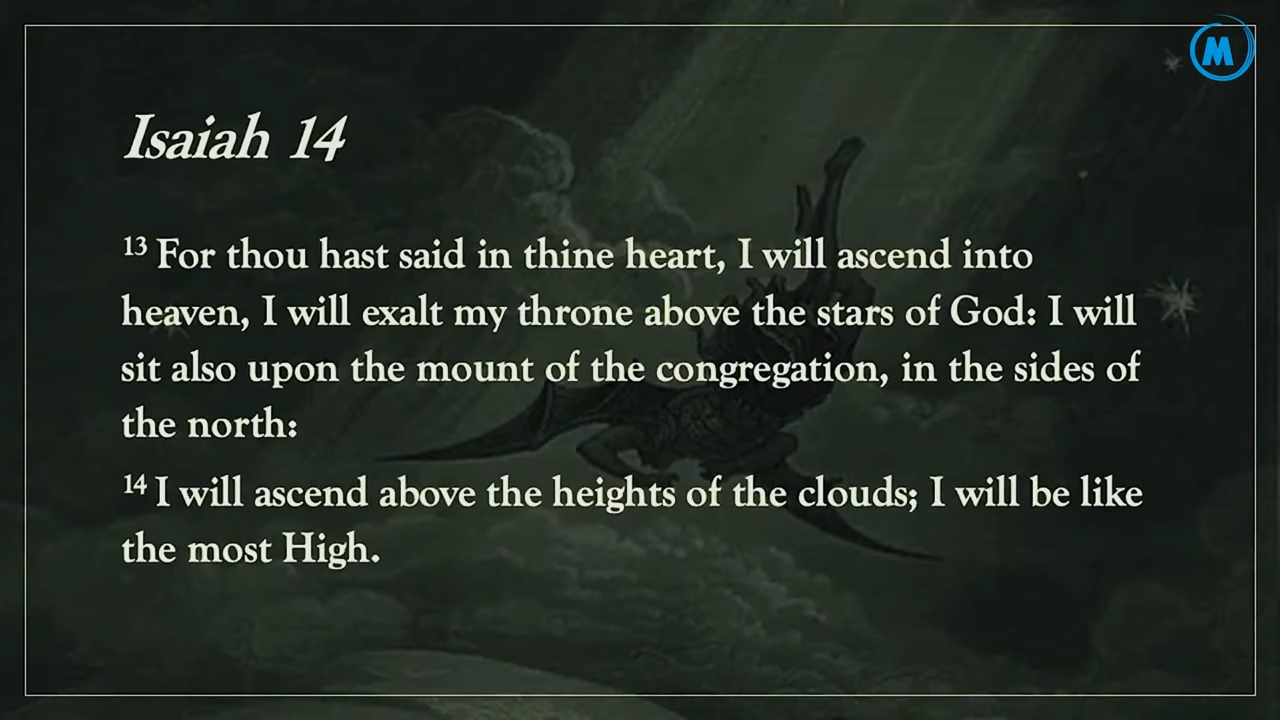 M
Isaiah 14
13 For thou hast said in thine heart, I will ascend into
heaven, I will exalt my throne above the stars of God: I will
sit also upon the mount of the congregation, in the sides of
the north:
14 I will ascend above the heights of the clouds; I will be like
the most High.